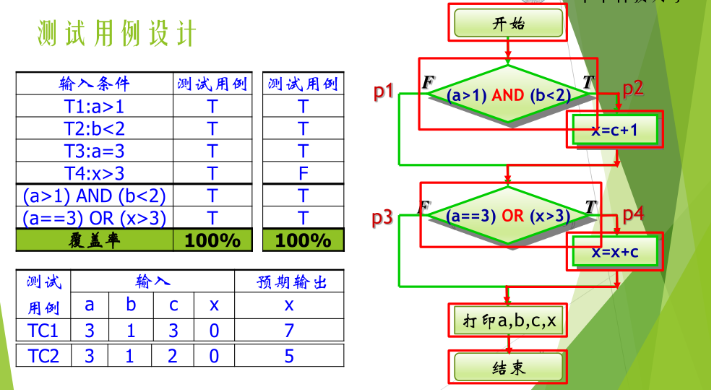 测试用例设计
输入条件 测试用例 测试用例
T1:a>1 T T
T2:b<2 T T
T3:a=3 T T
T4:x>3 T F
(a>1) AND (b<2) T T
(a==3) OR (x>3) T T
覆盖率 100% 100%
测试用例 输入 预期输出
a b c x x
TC1 3 1 3 0 7
TC2 3 1 2 0 5
开始
p1 F (a>1) AND (b<2) T p2
x=c+1
p3 F (a==3) OR (x>3) T p4
x=x+c
打印a,b,c,x
结束